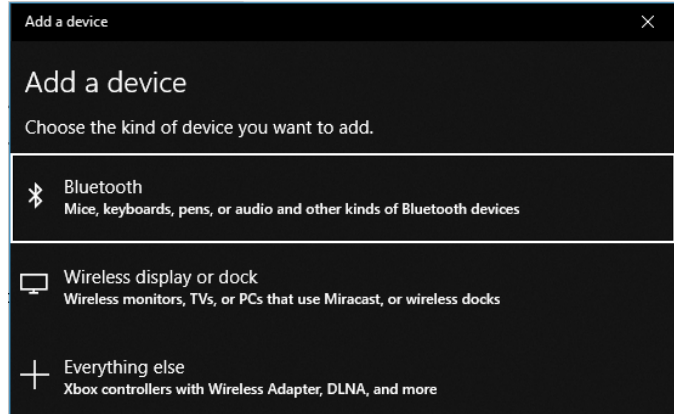 Add a device
Add a device
Choose the kind of device you want to add.
Bluetooth
Mice, keyboards, pens, or audio and other kinds of Bluetooth devices
Wireless display or dock
Wireless monitors, TVs, or PCs that use Miracast, or wireless docks
Everything else
Xbox controllers with Wireless Adapter, DLNA, and more